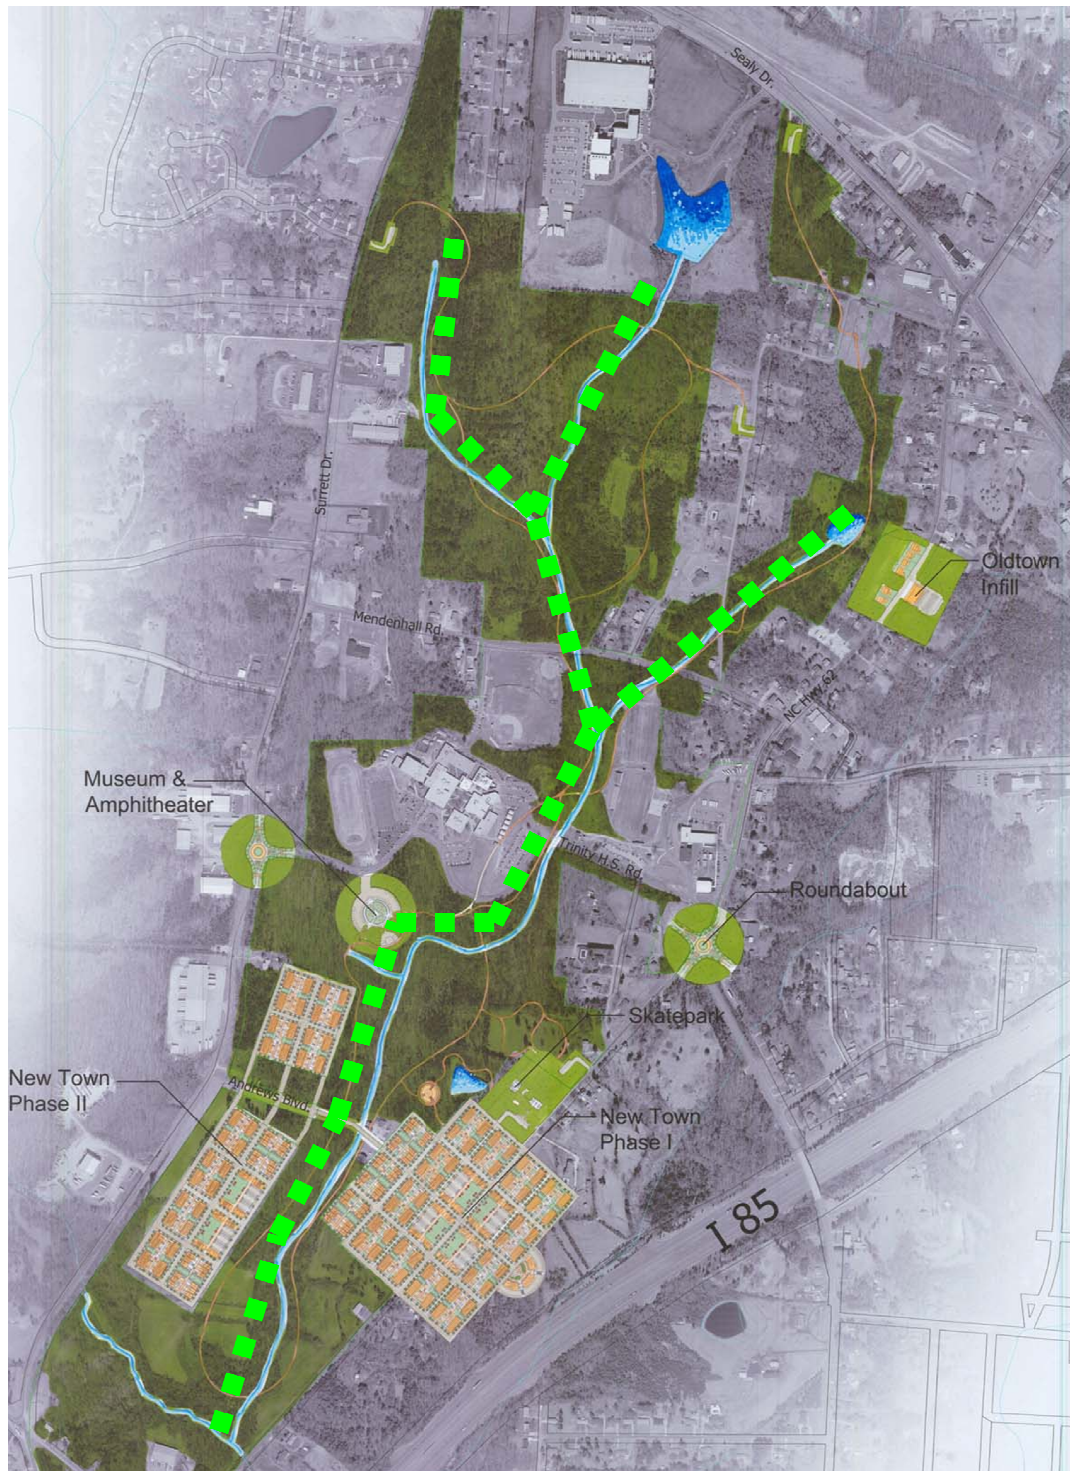 Sealy Dr.
Surrett Dr.
Oldtown
Infill
Mendenhall Rd.
NC Hwy 62
Museum &
Amphitheater
Trinity H.S. Rd.
Roundabout
Skatepark
New Town
Phase II
Andrews Blvd.
New Town
Phase I
I 85